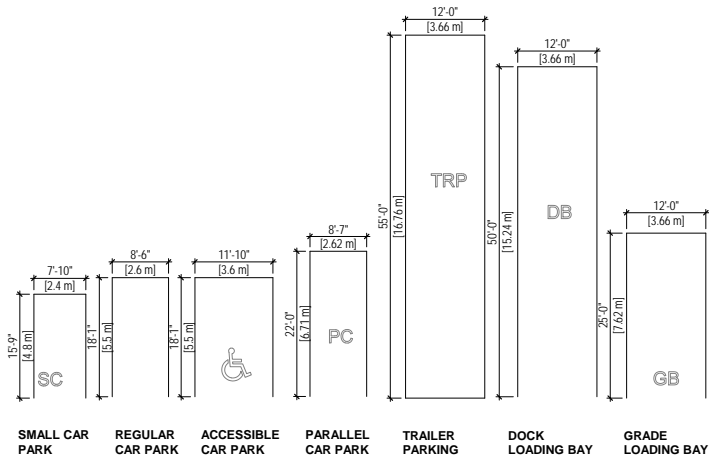 7'-10"
[2.4 m]
15'-9"
[4.8 m]
SC
SMALL CAR
PARK
8'-6"
[2.6 m]
18'-1"
[5.5 m]
REGULAR
CAR PARK
11'-10"
[3.6 m]
18'-1"
[5.5 m]
ACCESSIBLE
CAR PARK
8'-7"
[2.62 m]
22'-0"
[6.71 m]
PC
PARALLEL
CAR PARK
12'-0"
[3.66 m]
55'-0"
[16.76 m]
TRP
TRAILER
PARKING
12'-0"
[3.66 m]
50'-0"
[15.24 m]
DB
DOCK
LOADING BAY
12'-0"
[3.66 m]
25'-0"
[7.62 m]
GB
GRADE
LOADING BAY